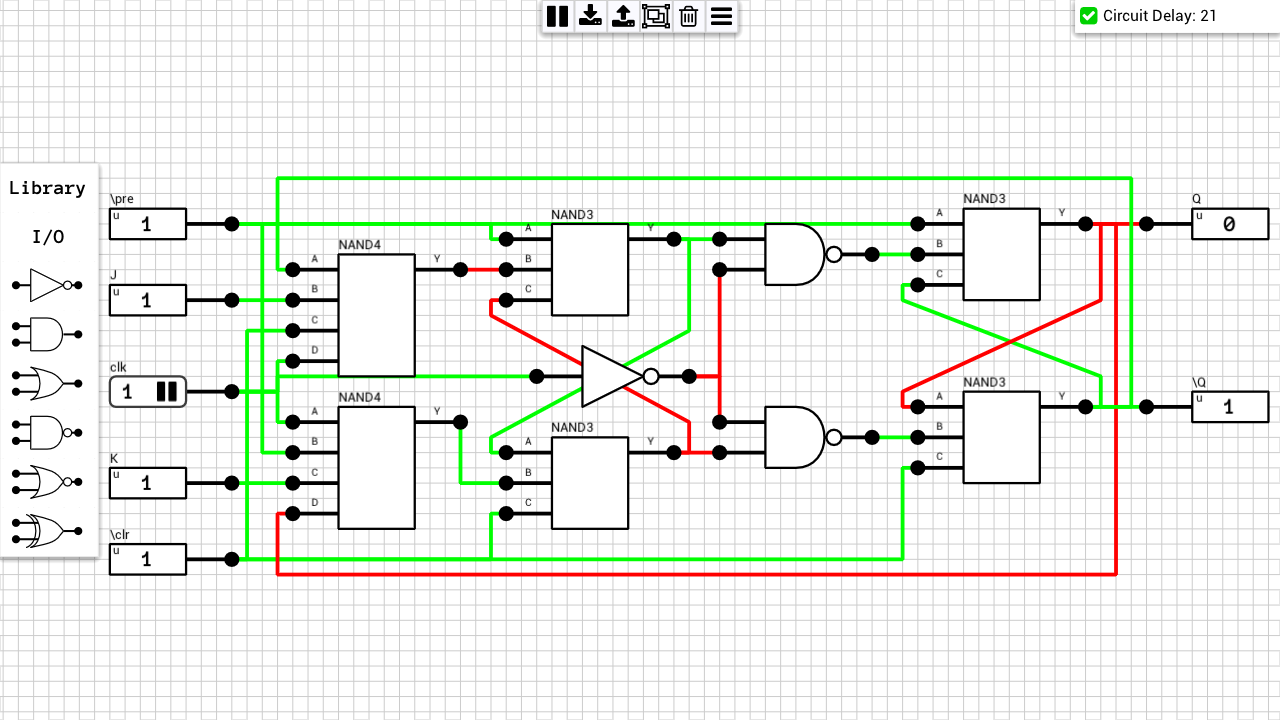 Circuit Delay: 21
Library
I/O
\pre
u 1
J
u 1
clk
1
K
u 1
\clr
u 1
NAND4
A
B
C
D
Y
NAND4
A
B
C
D
Y
NAND3
A
B
C
Y
NAND3
A
B
C
Y
NAND3
A
B
C
Y
NAND3
A
B
C
Y
Q
u 0
\Q
u 1